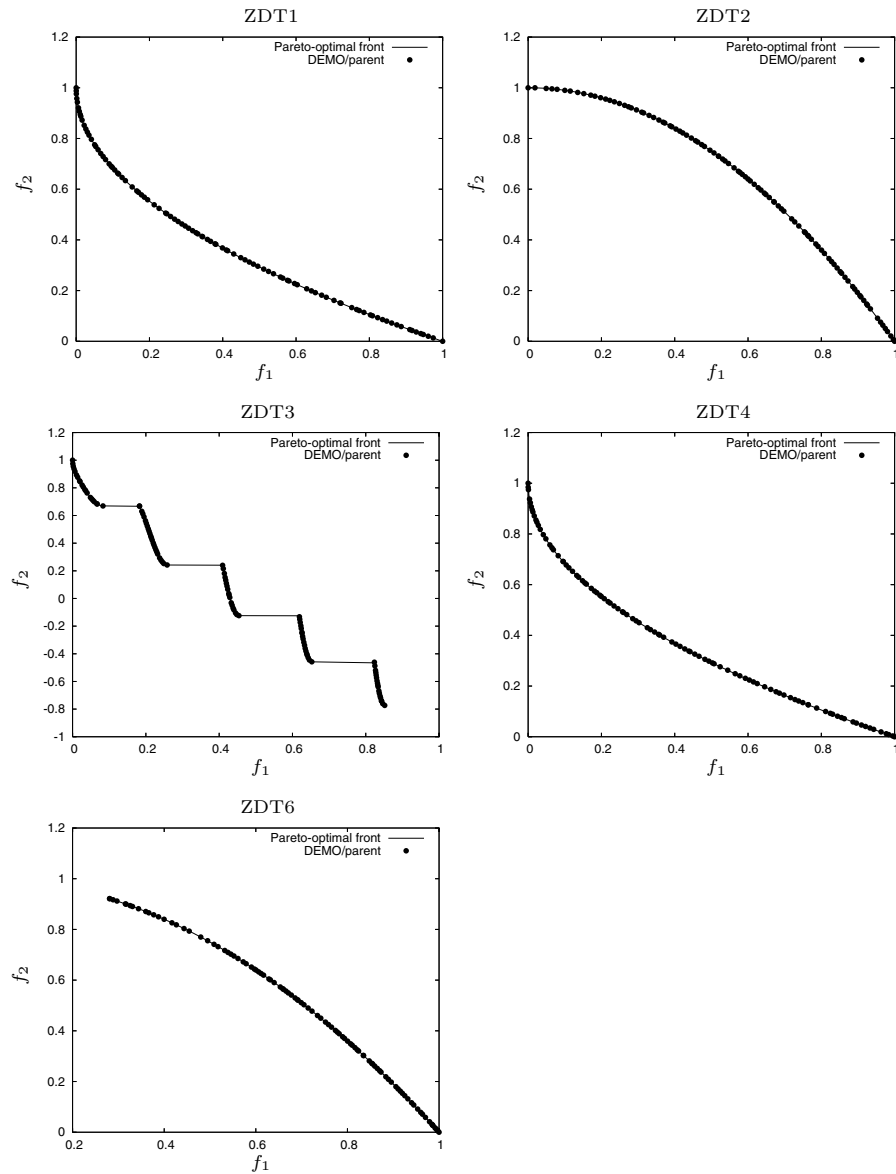 ZDT1
Pareto-optimal front
DEMO/parent
1.2
1
0.8
0.6
0.4
0.2
0
f2
0 0.2 0.4 0.6 0.8 1
f1
ZDT2
Pareto-optimal front
DEMO/parent
1.2
1
0.8
0.6
0.4
0.2
0
f2
0 0.2 0.4 0.6 0.8 1
f1
ZDT3
Pareto-optimal front
DEMO/parent
1.2
1
0.8
0.6
0.4
0.2
0
-0.2
-0.4
-0.6
-0.8
-1
f2
0 0.2 0.4 0.6 0.8 1
f1
ZDT4
Pareto-optimal front
DEMO/parent
1.2
1
0.8
0.6
0.4
0.2
0
f2
0 0.2 0.4 0.6 0.8 1
f1
ZDT6
Pareto-optimal front
DEMO/parent
1.2
1
0.8
0.6
0.4
0.2
0
f2
0.2 0.4 0.6 0.8 1
f1